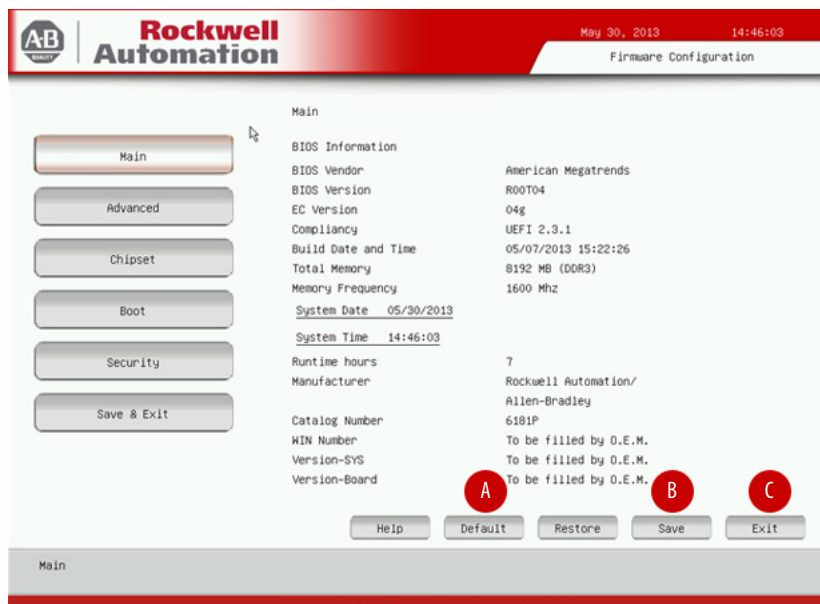 A·B
QUALITY
Rockwell
Automation
May 30, 2013 14:46:03
Firmware Configuration
Main
Advanced
Chipset
Boot
Security
Save & Exit
Main
BIOS Information
BIOS Vendor American Megatrends
BIOS Version R00T04
EC Version 04g
Compliancy UEFI 2.3.1
Build Date and Time 05/07/2013 15:22:26
Total Memory 8192 MB (DDR3)
Memory Frequency 1600 Mhz
System Date 05/30/2013
System Time 14:46:03
Runtime hours 7
Manufacturer Rockwell Automation/
Allen-Bradley
Catalog Number 6181P
WIN Number To be filled by O.E.M.
Version-SYS To be filled by O.E.M.
Version-Board To be filled by O.E.M.
A B C
Help Default Restore Save Exit
Main